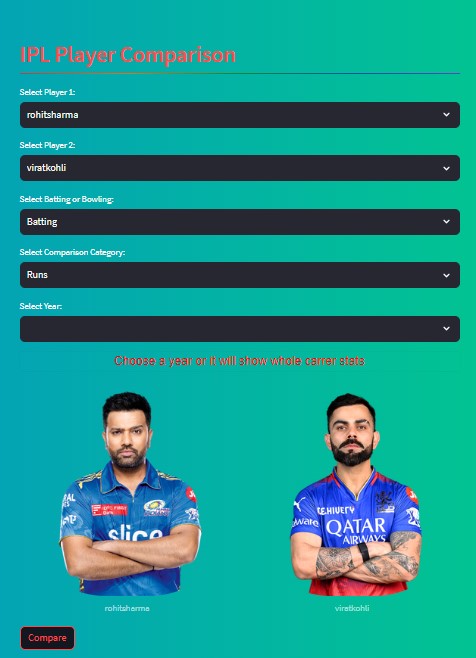 IPL Player Comparison
Select Player 1:
rohitsharma
Select Player 2:
viratkohli
Select Batting or Bowling:
Batting
Select Comparison Category:
Runs
Select Year:
Choose a year or it will show whole carrer stats
slice
QATAR
AIRWAYS
rohitsharma
viratkohli
Compare